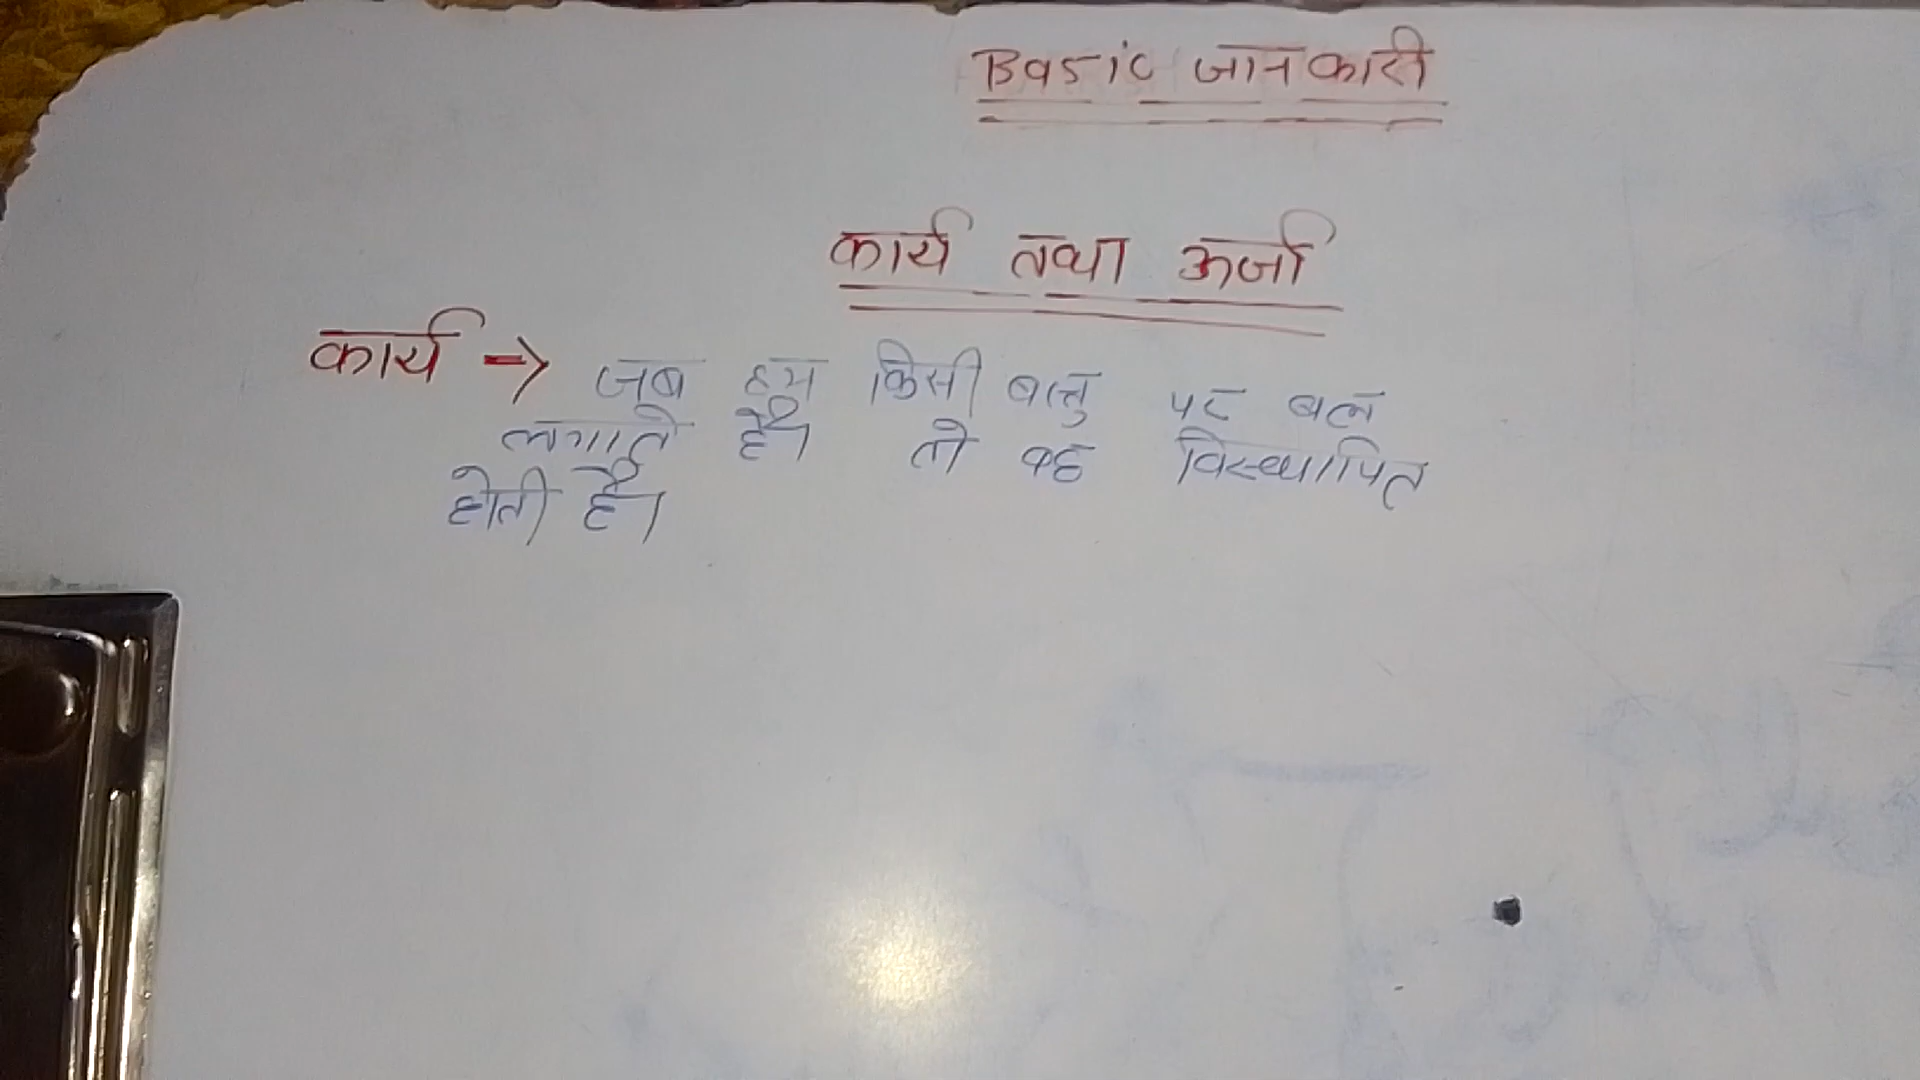 Basic जानकारी
कार्य तथा ऊर्जा
कार्य → जब हम किसी वस्तु पर बल
लगाते है। तो वह विस्थापित
होती है।